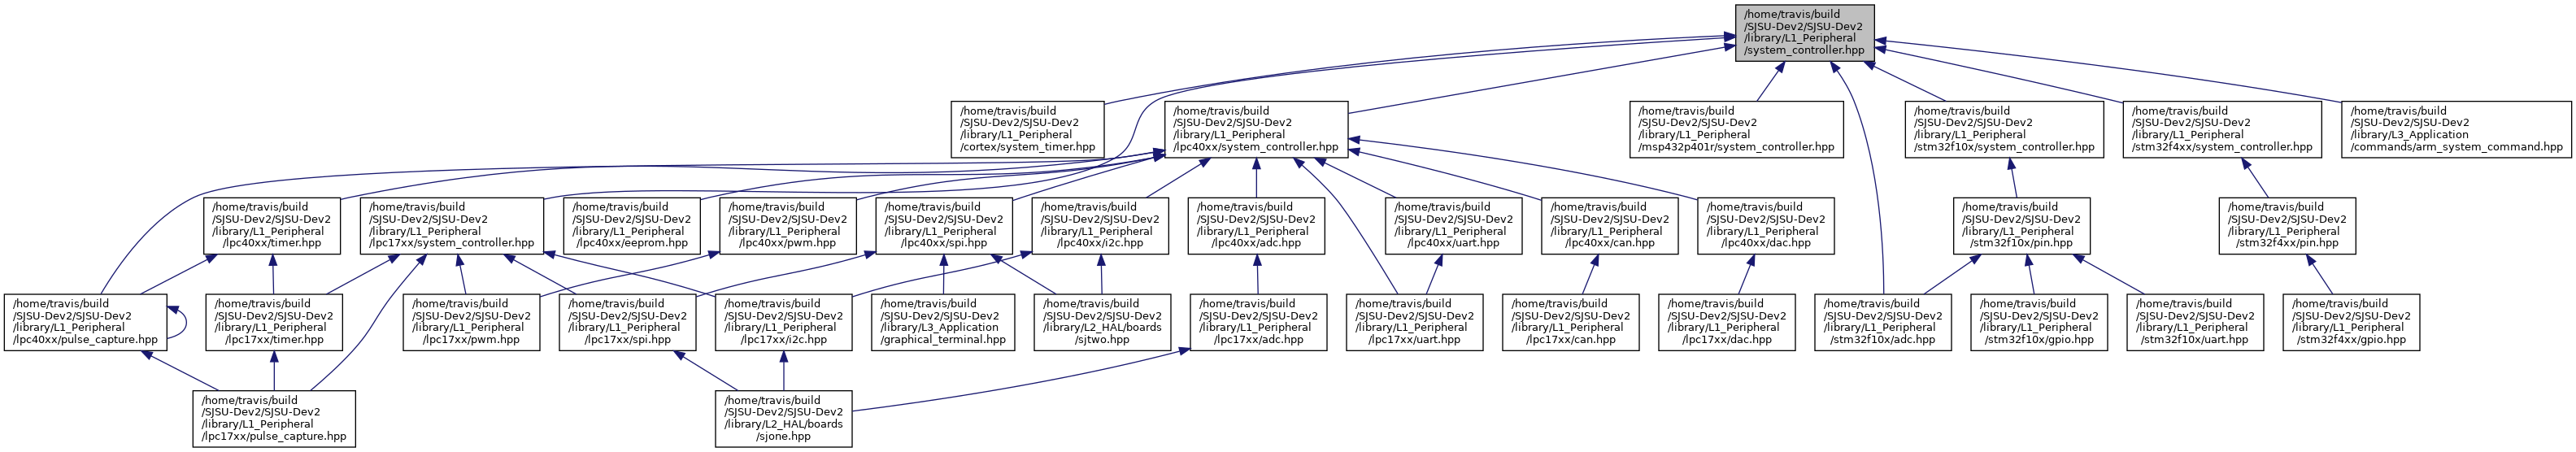 /home/travis/build
/SJSU-Dev2/SJSU-Dev2
/library/L1_Peripheral
/system_controller.hpp
/home/travis/build
/SJSU-Dev2/SJSU-Dev2
/library/L1_Peripheral
/cortex/system_timer.hpp
/home/travis/build
/SJSU-Dev2/SJSU-Dev2
/library/L1_Peripheral
/lpc40xx/system_controller.hpp
/home/travis/build
/SJSU-Dev2/SJSU-Dev2
/library/L1_Peripheral
/msp432p401r/system_controller.hpp
/home/travis/build
/SJSU-Dev2/SJSU-Dev2
/library/L1_Peripheral
/stm32f10x/system_controller.hpp
/home/travis/build
/SJSU-Dev2/SJSU-Dev2
/library/L1_Peripheral
/stm32f4xx/system_controller.hpp
/home/travis/build
/SJSU-Dev2/SJSU-Dev2
/library/L3_Application
/commands/arm_system_command.hpp
/home/travis/build
/SJSU-Dev2/SJSU-Dev2
/library/L1_Peripheral
/lpc40xx/timer.hpp
/home/travis/build
/SJSU-Dev2/SJSU-Dev2
/library/L1_Peripheral
/lpc17xx/system_controller.hpp
/home/travis/build
/SJSU-Dev2/SJSU-Dev2
/library/L1_Peripheral
/lpc40xx/eeprom.hpp
/home/travis/build
/SJSU-Dev2/SJSU-Dev2
/library/L1_Peripheral
/lpc40xx/pwm.hpp
/home/travis/build
/SJSU-Dev2/SJSU-Dev2
/library/L1_Peripheral
/lpc40xx/spi.hpp
/home/travis/build
/SJSU-Dev2/SJSU-Dev2
/library/L1_Peripheral
/lpc40xx/i2c.hpp
/home/travis/build
/SJSU-Dev2/SJSU-Dev2
/library/L1_Peripheral
/lpc40xx/adc.hpp
/home/travis/build
/SJSU-Dev2/SJSU-Dev2
/library/L1_Peripheral
/lpc40xx/uart.hpp
/home/travis/build
/SJSU-Dev2/SJSU-Dev2
/library/L1_Peripheral
/lpc40xx/can.hpp
/home/travis/build
/SJSU-Dev2/SJSU-Dev2
/library/L1_Peripheral
/lpc40xx/dac.hpp
/home/travis/build
/SJSU-Dev2/SJSU-Dev2
/library/L1_Peripheral
/stm32f10x/pin.hpp
/home/travis/build
/SJSU-Dev2/SJSU-Dev2
/library/L1_Peripheral
/stm32f4xx/pin.hpp
/home/travis/build
/SJSU-Dev2/SJSU-Dev2
/library/L1_Peripheral
/lpc40xx/pulse_capture.hpp
/home/travis/build
/SJSU-Dev2/SJSU-Dev2
/library/L1_Peripheral
/lpc17xx/timer.hpp
/home/travis/build
/SJSU-Dev2/SJSU-Dev2
/library/L1_Peripheral
/lpc17xx/pwm.hpp
/home/travis/build
/SJSU-Dev2/SJSU-Dev2
/library/L1_Peripheral
/lpc17xx/spi.hpp
/home/travis/build
/SJSU-Dev2/SJSU-Dev2
/library/L1_Peripheral
/lpc17xx/i2c.hpp
/home/travis/build
/SJSU-Dev2/SJSU-Dev2
/library/L3_Application
/graphical_terminal.hpp
/home/travis/build
/SJSU-Dev2/SJSU-Dev2
/library/L2_HAL/boards
/sjtwo.hpp
/home/travis/build
/SJSU-Dev2/SJSU-Dev2
/library/L1_Peripheral
/lpc17xx/adc.hpp
/home/travis/build
/SJSU-Dev2/SJSU-Dev2
/library/L1_Peripheral
/lpc17xx/uart.hpp
/home/travis/build
/SJSU-Dev2/SJSU-Dev2
/library/L1_Peripheral
/lpc17xx/can.hpp
/home/travis/build
/SJSU-Dev2/SJSU-Dev2
/library/L1_Peripheral
/lpc17xx/dac.hpp
/home/travis/build
/SJSU-Dev2/SJSU-Dev2
/library/L1_Peripheral
/stm32f10x/adc.hpp
/home/travis/build
/SJSU-Dev2/SJSU-Dev2
/library/L1_Peripheral
/stm32f10x/gpio.hpp
/home/travis/build
/SJSU-Dev2/SJSU-Dev2
/library/L1_Peripheral
/stm32f10x/uart.hpp
/home/travis/build
/SJSU-Dev2/SJSU-Dev2
/library/L1_Peripheral
/stm32f4xx/gpio.hpp
/home/travis/build
/SJSU-Dev2/SJSU-Dev2
/library/L1_Peripheral
/lpc17xx/pulse_capture.hpp
/home/travis/build
/SJSU-Dev2/SJSU-Dev2
/library/L2_HAL/boards
/sjone.hpp